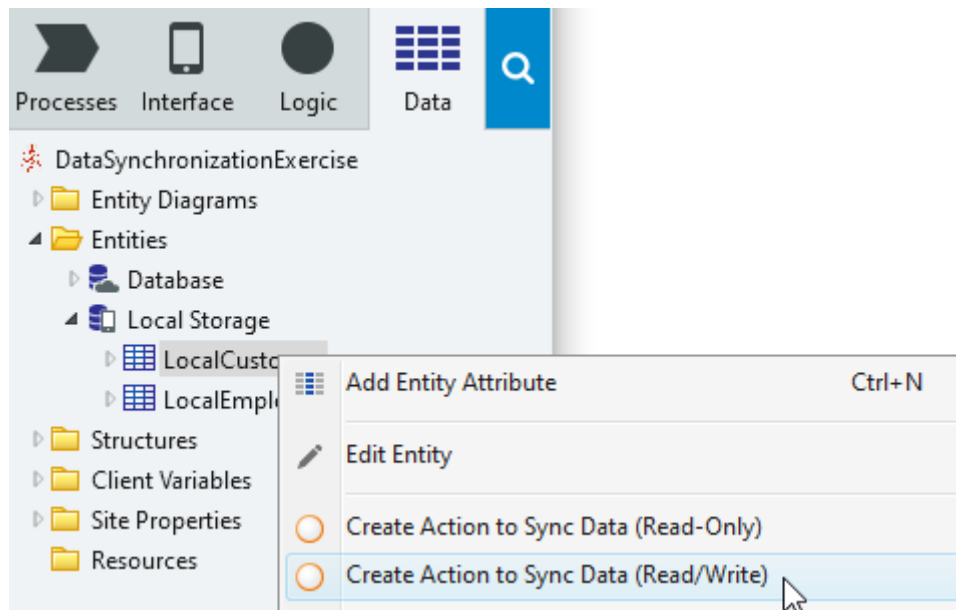 Processes Interface Logic Data
DataSynchronizationExercise
Entity Diagrams
Entities
Database
Local Storage
LocalCusto
LocalEmpl
Structures
Client Variables
Site Properties
Resources
Add Entity Attribute Ctrl+N
Edit Entity
Create Action to Sync Data (Read-Only)
Create Action to Sync Data (Read/Write)